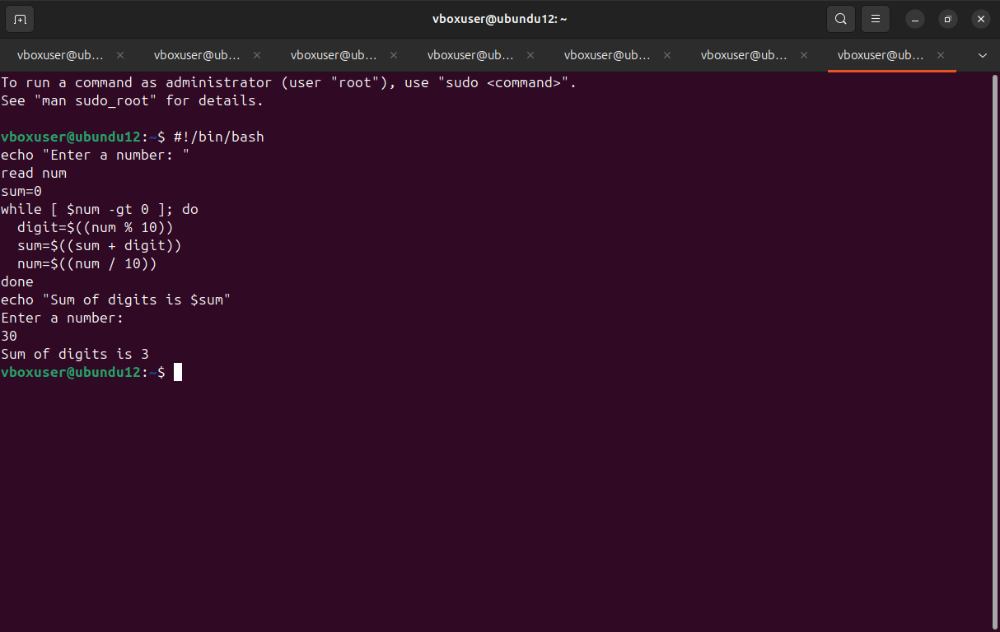 vboxuser@ubundu12: ~
vboxuser@ub... vboxuser@ub... vboxuser@ub... vboxuser@ub... vboxuser@ub... vboxuser@ub... vboxuser@ub...
To run a command as administrator (user "root"), use "sudo <command>".
See "man sudo_root" for details.
vboxuser@ubundu12:~$ #!/bin/bash
echo "Enter a number: "
read num
sum=0
while [ $num -gt 0 ]; do
  digit=$((num % 10))
  sum=$((sum + digit))
  num=$((num / 10))
done
echo "Sum of digits is $sum"
Enter a number:
30
Sum of digits is 3
vboxuser@ubundu12:~$